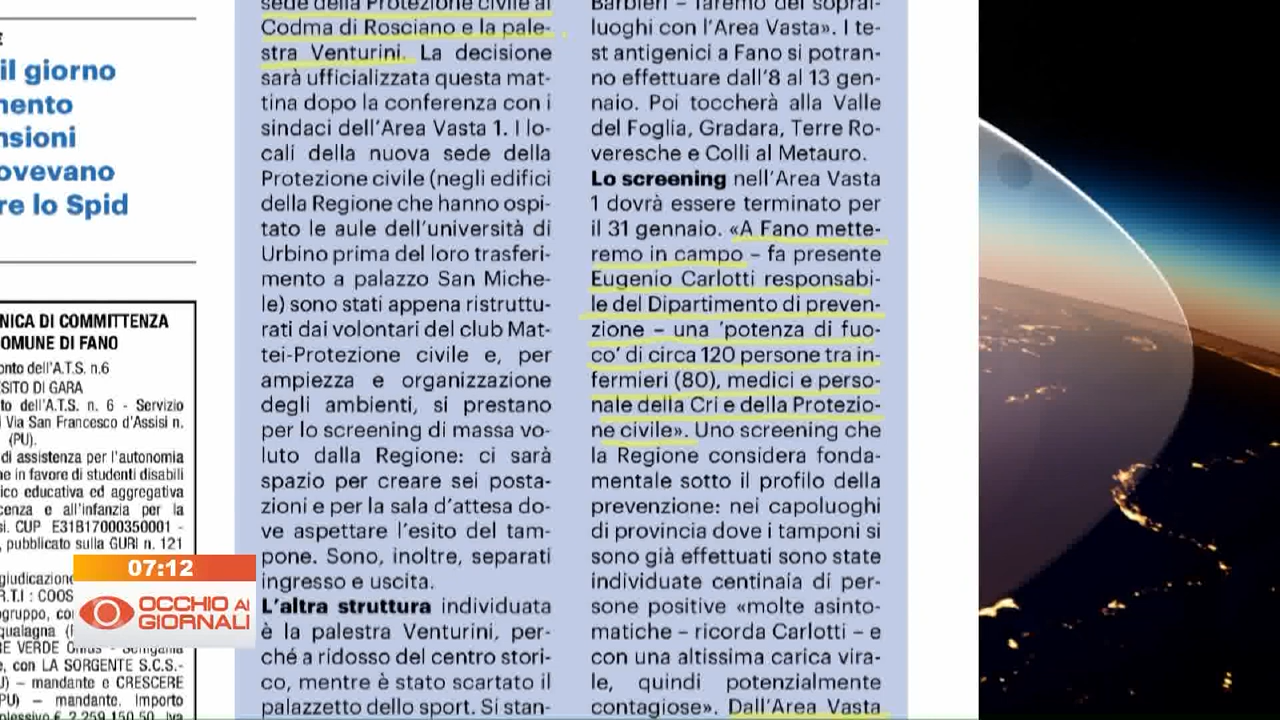 il giorno
nsioni
ovevano
re lo Spid
NICA DI COMMITTENZA
OMUNE DI FANO
onto dell'A.T.S. n.6
SITO DI GARA
to dell'A.T.S. n. 6 - Servizio
Via San Francesco d'Assisi n.
(PU).
di assistenza per l'autonomia
ne in favore di studenti disabili
ico educativa ed aggregativa
cenza e all'infanzia per la
si. CUP E31B17000350001 -
, pubblicato sulla GURI n. 121
giudicazione
R.T.I : COOS
ogruppo, co
qualagna (
RE VERDE
e, con LA SORGENTE S.C.S.-
J) – mandante e CRESCERE
PU) – mandante. Importo
plessivo € 2.259.150,50, Iva
sede della Protezione civile al
Codma di Rosciano e la pale-
stra Venturini. La decisione
sarà ufficializzata questa mat-
tina dopo la conferenza con i
sindaci dell'Area Vasta 1. I lo-
cali della nuova sede della
Protezione civile (negli edifici
della Regione che hanno ospi-
tato le aule dell'università di
Urbino prima del loro trasferi-
mento a palazzo San Miche-
le) sono stati appena ristruttu-
rati dai volontari del club Mat-
tei-Protezione civile e, per
ampiezza e organizzazione
degli ambienti, si prestano
per lo screening di massa vo-
luto dalla Regione: ci sarà
spazio per creare sei posta-
zioni e per la sala d'attesa do-
ve aspettare l'esito del tam-
pone. Sono, inoltre, separati
ingresso e uscita.
L'altra struttura individuata
è la palestra Venturini, per-
ché a ridosso del centro stori-
co, mentre è stato scartato il
palazzetto dello sport. Si stan-
Barbieri – faremo dei sopral-
luoghi con l'Area Vasta». I te-
st antigenici a Fano si potran-
no effettuare dall'8 al 13 gen-
naio. Poi toccherà alla Valle
del Foglia, Gradara, Terre Ro-
veresche e Colli al Metauro.
Lo screening nell'Area Vasta
1 dovrà essere terminato per
il 31 gennaio. «A Fano mette-
remo in campo – fa presente
Eugenio Carlotti responsabi-
le del Dipartimento di preven-
zione – una 'potenza di fuo-
co' di circa 120 persone tra in-
fermieri (80), medici e perso-
nale della Cri e della Protezio-
ne civile». Uno screening che
la Regione considera fonda-
mentale sotto il profilo della
prevenzione: nei capoluoghi
di provincia dove i tamponi si
sono già effettuati sono state
individuate centinaia di per-
sone positive «molte asinto-
matiche – ricorda Carlotti – e
con una altissima carica vira-
le, quindi potenzialmente
contagiose». Dall'Area Vasta
07:12
OCCHIO AI
GIORNALI